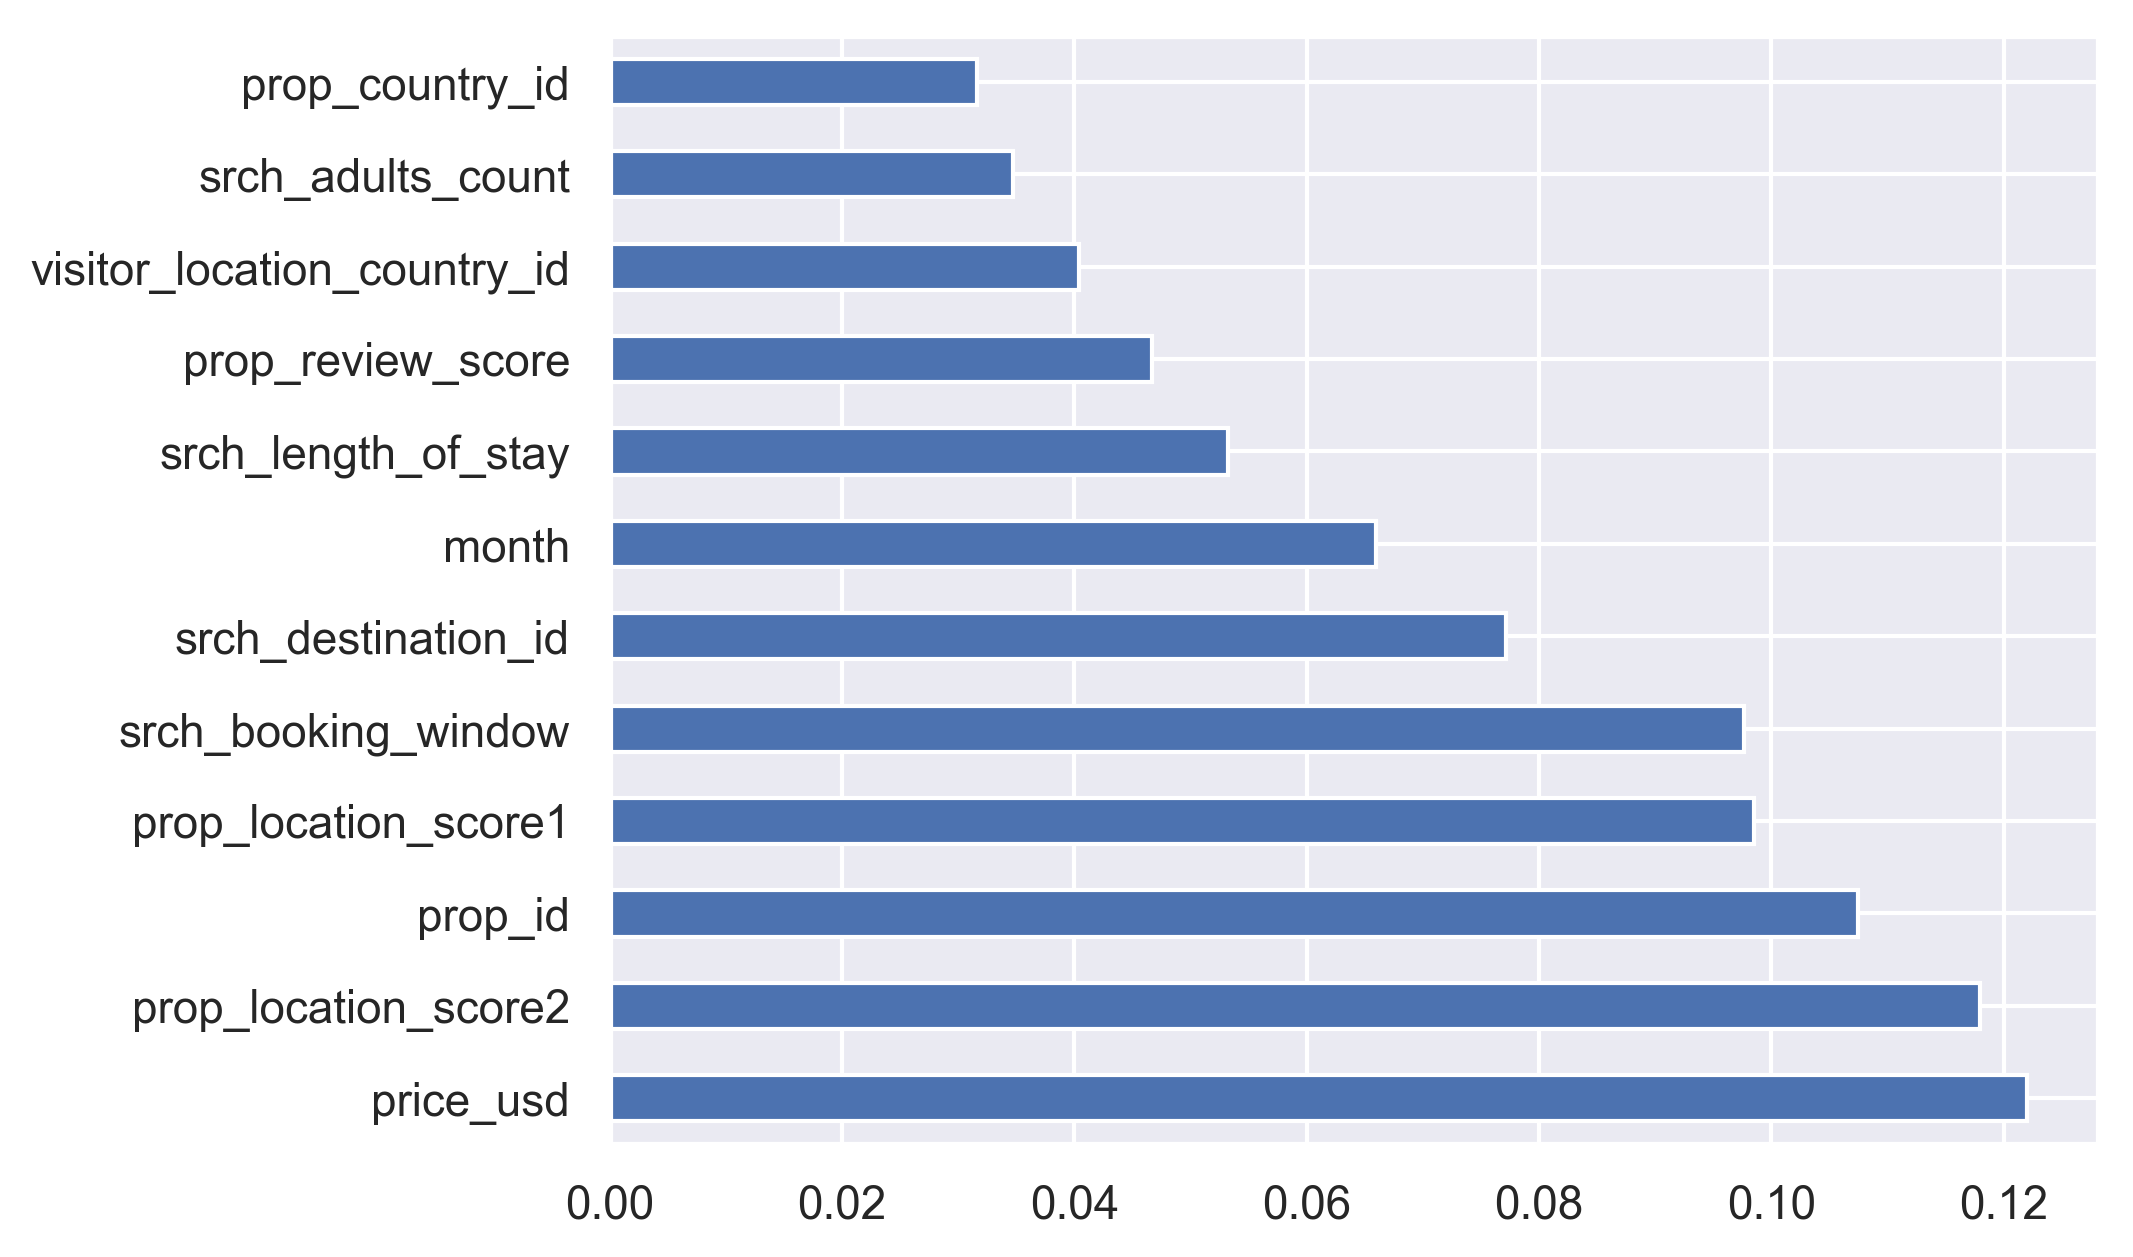 prop_country_id
srch_adults_count
visitor_location_country_id
prop_review_score
srch_length_of_stay
month
srch_destination_id
srch_booking_window
prop_location_score1
prop_id
prop_location_score2
price_usd
0.00 0.02 0.04 0.06 0.08 0.10 0.12